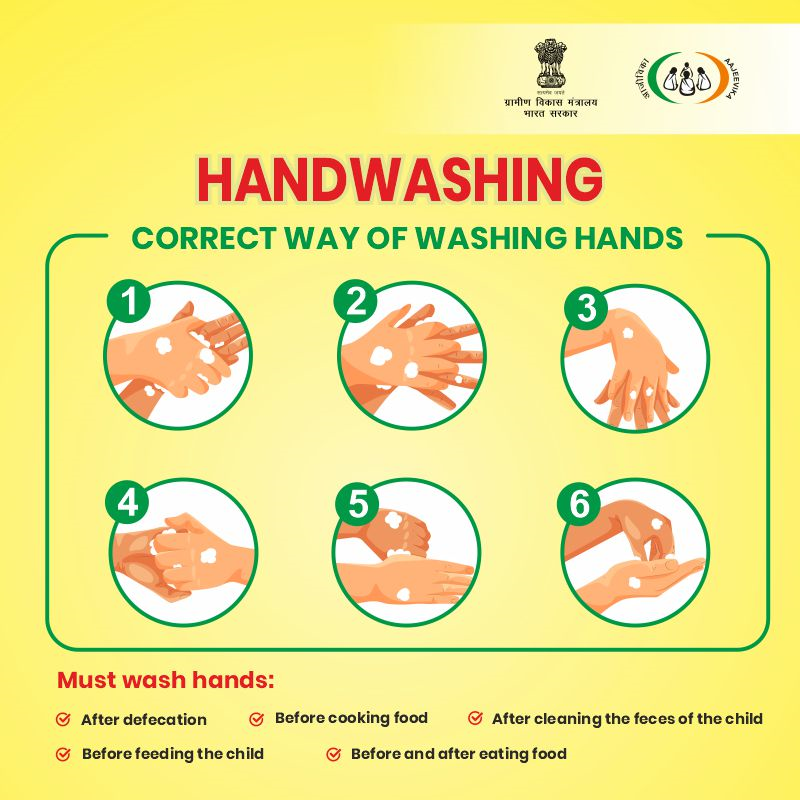 सत्यमेव जयते
ग्रामीण विकास मंत्रालय
भारत सरकार
आजीविका
AAJEEVIKA
HANDWASHING
CORRECT WAY OF WASHING HANDS
1
2
3
4
5
6
Must wash hands:
After defecation
Before cooking food
After cleaning the feces of the child
Before feeding the child
Before and after eating food